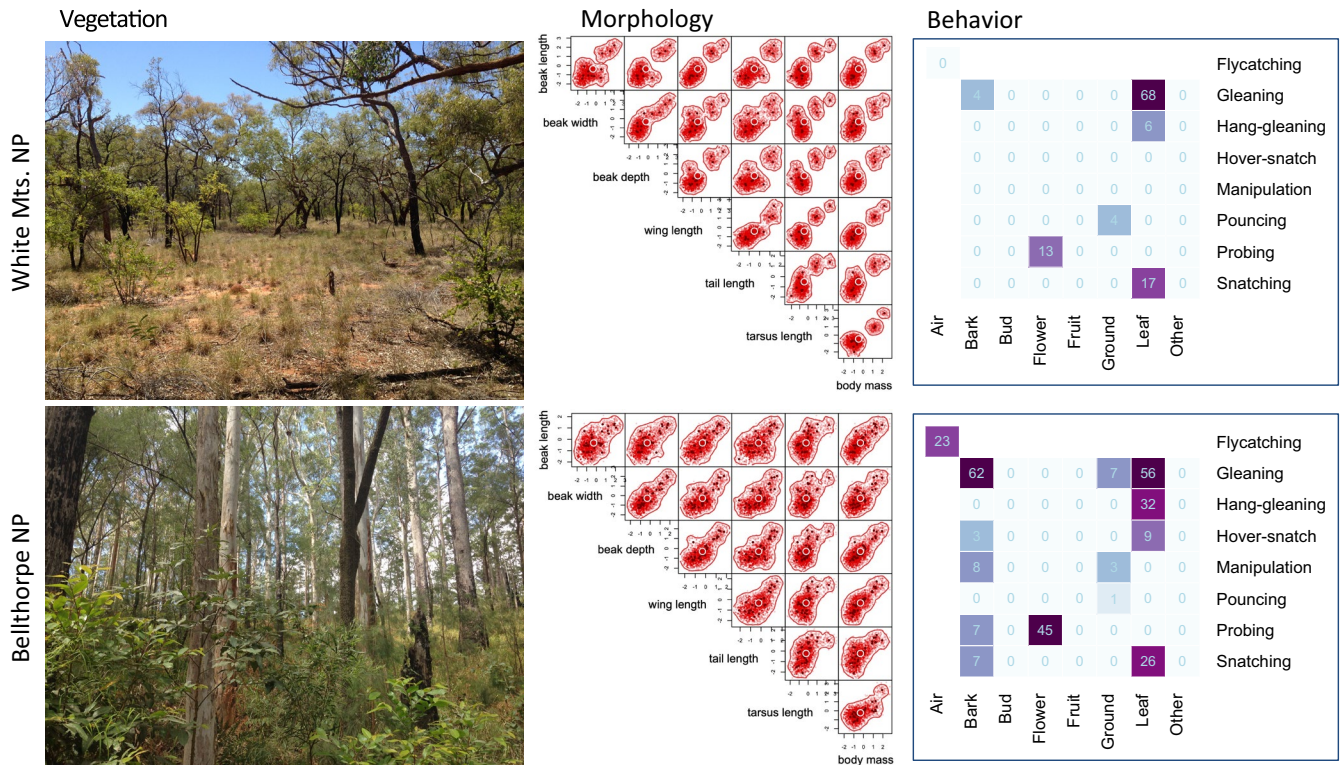 Vegetation
Morphology
Behavior
White Mts. NP
beak length
beak width
beak depth
wing length
tail length
tarsus length
body mass
0 Flycatching
4 0 0 0 0 68 0 Gleaning
0 0 0 0 0 6 0 Hang-gleaning
0 0 0 0 0 0 0 Hover-snatch
0 0 0 0 0 0 0 Manipulation
0 0 0 0 4 0 0 Pouncing
0 0 13 0 0 0 0 Probing
0 0 0 0 0 17 0 Snatching
Air Bark Bud Flower Fruit Ground Leaf Other
Bellthorpe NP
beak length
beak width
beak depth
wing length
tail length
tarsus length
body mass
23 Flycatching
62 0 0 0 7 56 0 Gleaning
0 0 0 0 0 32 0 Hang-gleaning
3 0 0 0 0 9 0 Hover-snatch
8 0 0 0 3 0 0 Manipulation
0 0 0 0 1 0 0 Pouncing
7 0 45 0 0 0 0 Probing
7 0 0 0 0 26 0 Snatching
Air Bark Bud Flower Fruit Ground Leaf Other